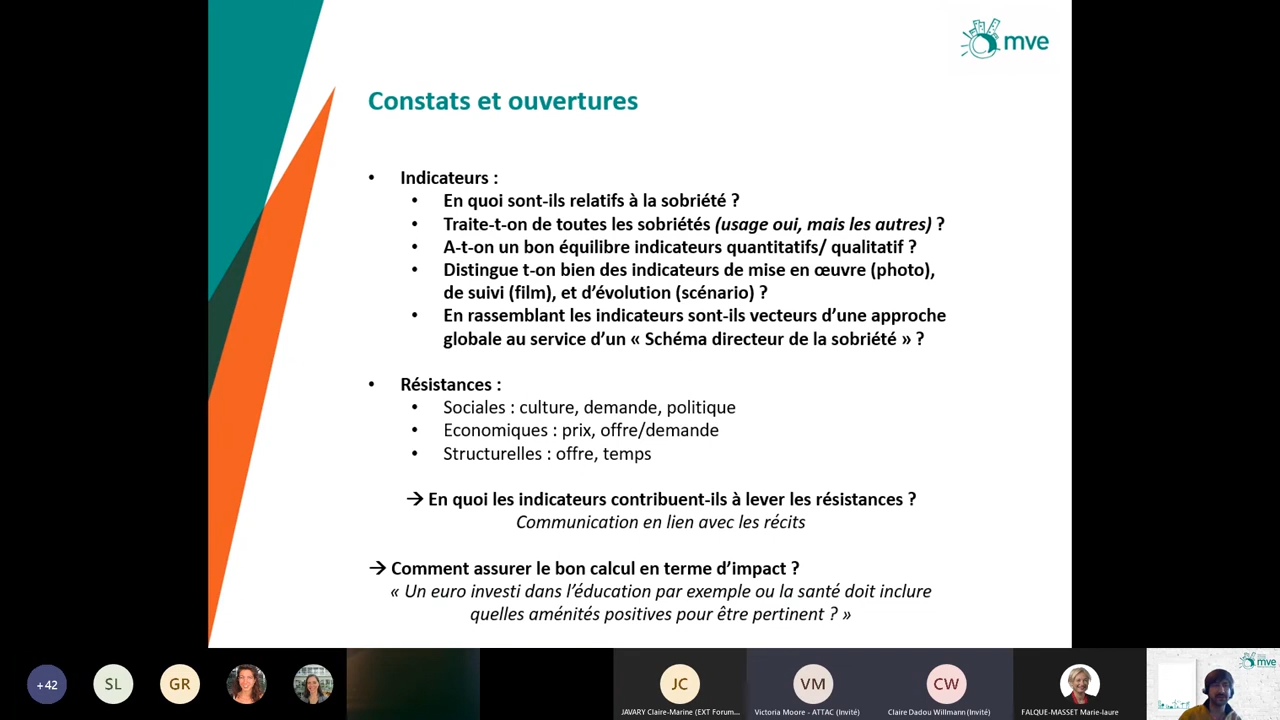 mve
Constats et ouvertures
• Indicateurs :
• En quoi sont-ils relatifs à la sobriété ?
• Traite-t-on de toutes les sobriétés (usage oui, mais les autres) ?
• A-t-on un bon équilibre indicateurs quantitatifs/ qualitatif ?
• Distingue t-on bien des indicateurs de mise en œuvre (photo),
de suivi (film), et d’évolution (scénario) ?
• En rassemblant les indicateurs sont-ils vecteurs d’une approche
globale au service d’un « Schéma directeur de la sobriété » ?
• Résistances :
• Sociales : culture, demande, politique
• Economiques : prix, offre/demande
• Structurelles : offre, temps
→ En quoi les indicateurs contribuent-ils à lever les résistances ?
Communication en lien avec les récits
→ Comment assurer le bon calcul en terme d’impact ?
« Un euro investi dans l’éducation par exemple ou la santé doit inclure
quelles aménités positives pour être pertinent ? »
+42
SL
GR
JC
VM
CW
mve
JAVARY Claire-Marine (EXT Forum...
Victoria Moore - ATTAC (Invité)
Claire Dadou Willmann (Invité)
FALQUE-MASSET Marie-laure